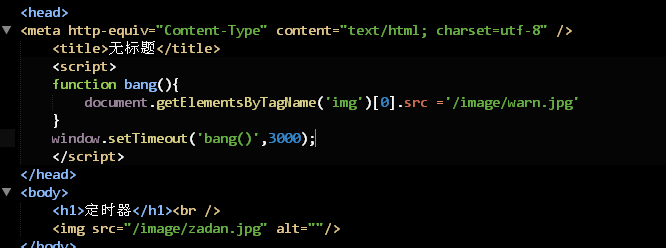 <head>
<meta http-equiv="Content-Type" content="text/html; charset=utf-8" />
<title>无标题</title>
<script>
function bang(){
document.getElementsByTagName('img')[0].src ='/image/warn.jpg'
}
window.setTimeout('bang()',3000);
</script>
</head>
<body>
<h1>定时器</h1><br />
<img src="/image/zadan.jpg" alt=""/>
</body>